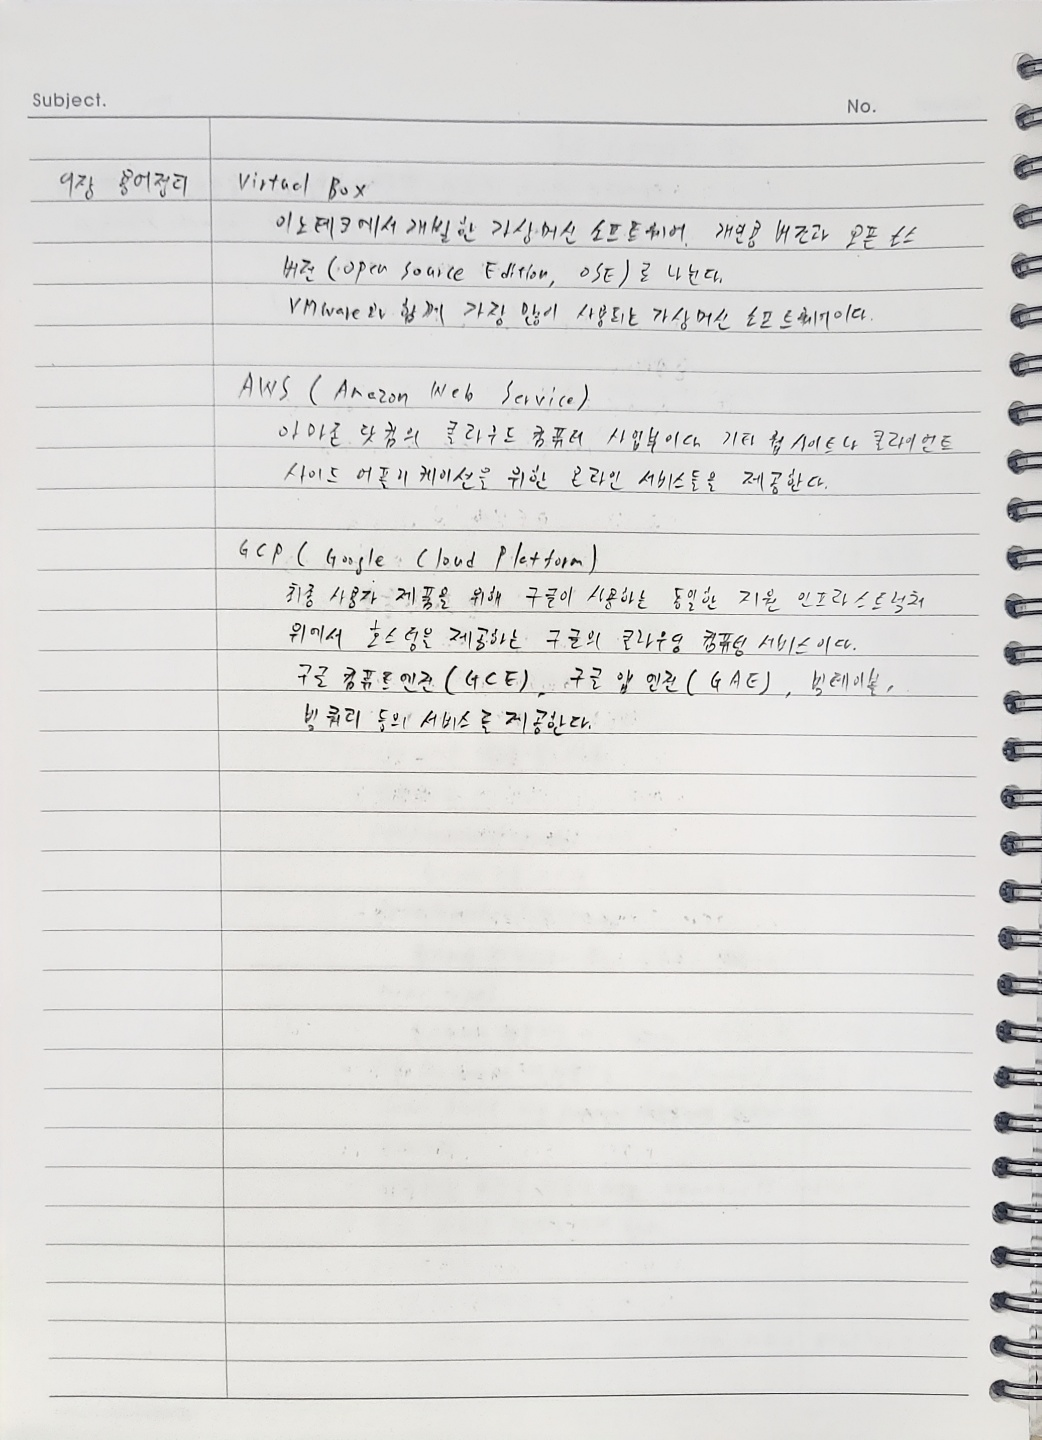 Subject.
No.
9장 용어정리
Virtual Box
이노테크에서 개발한 가상머신 소프트웨어. 개인용 버전과 오픈 소스
버전 (Open Source Edition, OSE)로 나뉜다.
VMware와 함께 가장 많이 사용되는 가상머신 소프트웨어이다.
AWS ( Amazon Web Service)
아마존 닷컴의 클라우드 컴퓨터 사업부이다. 기타 웹 사이트나 클라이언트
사이드 어플리케이션을 위한 온라인 서비스들을 제공한다.
GCP ( Google Cloud Platform)
최종 사용자 제품을 위해 구글이 사용하는 동일한 지원 인프라스트럭처
위에서 호스팅을 제공하는 구글의 클라우영 컴퓨팅 서비스이다.
구글 컴퓨트 엔진 (GCE), 구글 앱 엔진 (GAE), 빅테이블,
빅 쿼리 등의 서비스를 제공한다.